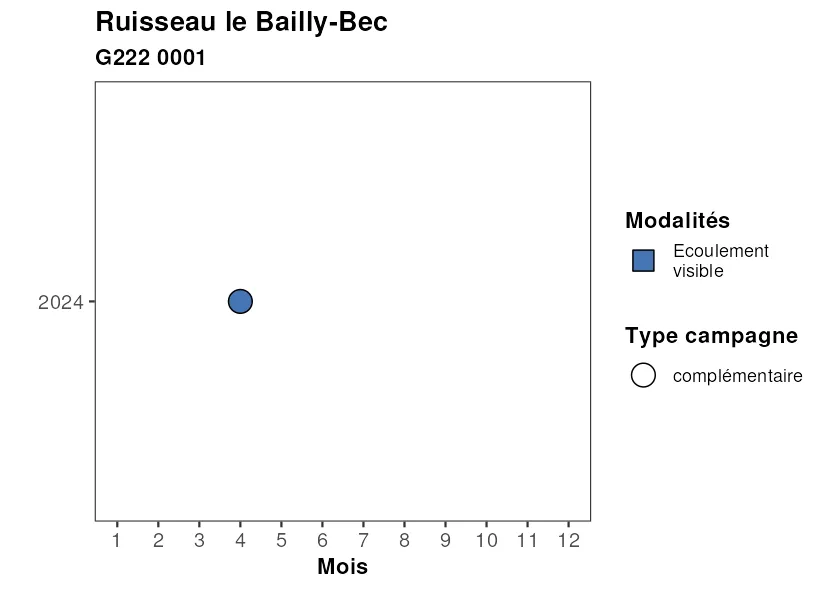 Ruisseau le Bailly-Bec
G222 0001
Modalités
Ecoulement
visible
2024
Type campagne
complémentaire
1 2 3 4 5 6 7 8 9 10 11 12
Mois